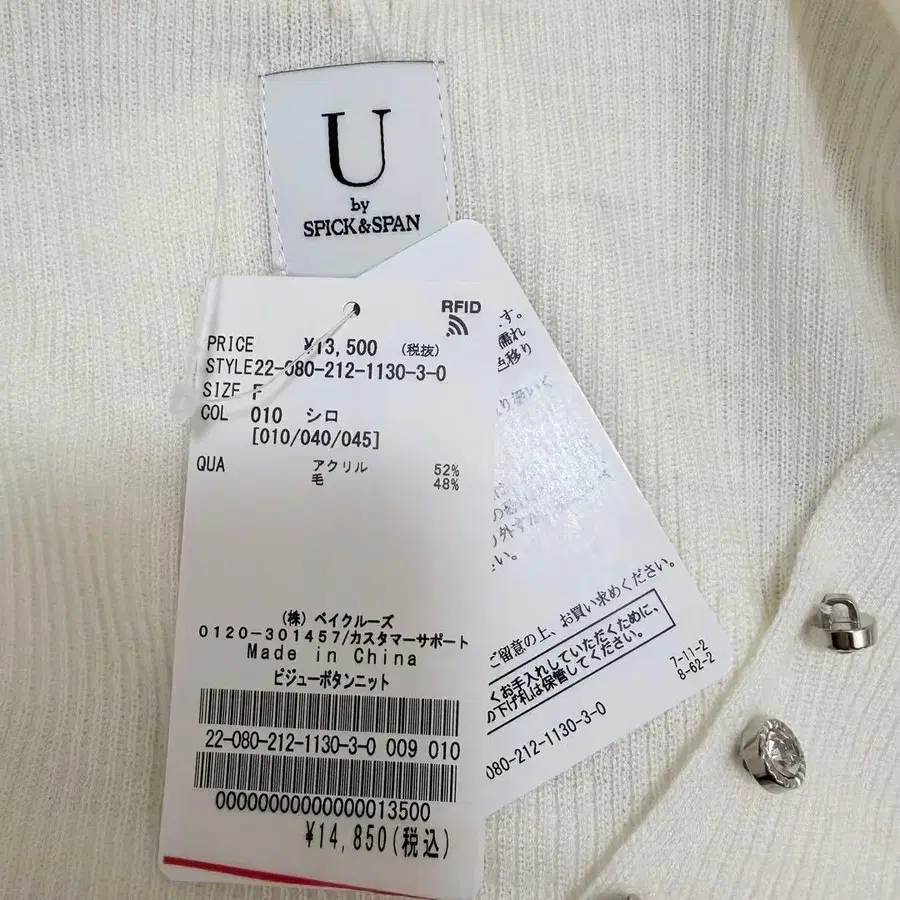 U
by
SPICK&SPAN
RFID
PRICE ¥13,500 (税抜)
STYLE22-080-212-1130-3-0
SIZE F
COL 010 シロ
[010/040/045]
QUA アクリル 52%
毛 48%
(株) ベイクルーズ
0120-301457/カスタマーサポート
Made in China
ビジューボタンニット
22-080-212-1130-3-0 009 010
00000000000000013500
¥14,850(税込)
す。
濡れ
色移り
い。
ご留意の上、お買い求めください。
くお手入れしていただくために、
の下げ札は保管してください。
7-11-2
8-62-2
080-212-1130-3-0